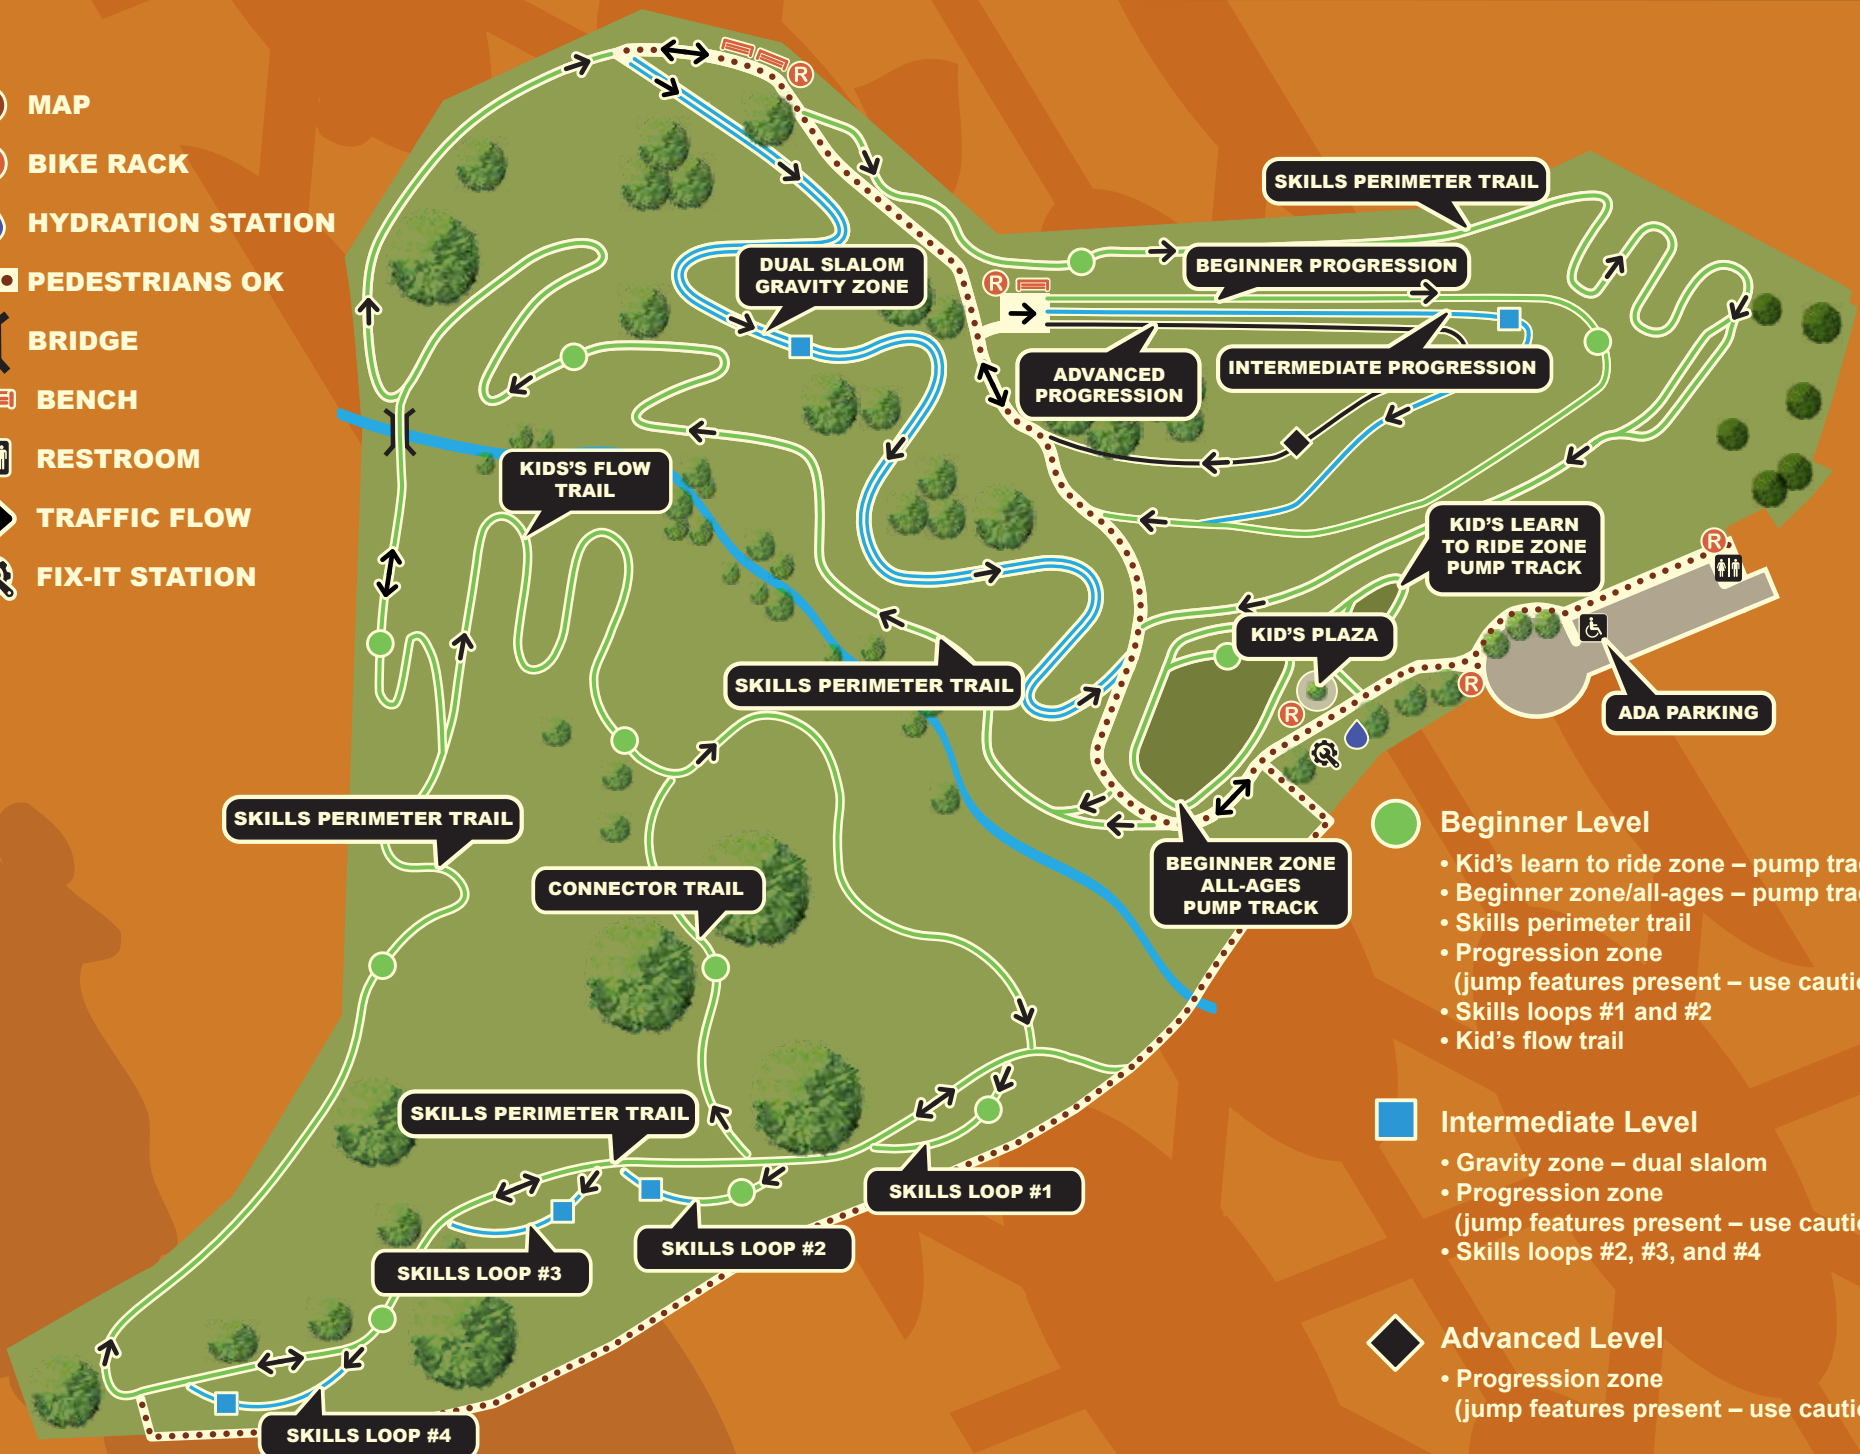 MAP
BIKE RACK
HYDRATION STATION
PEDESTRIANS OK
BRIDGE
BENCH
RESTROOM
TRAFFIC FLOW
FIX-IT STATION
R
SKILLS PERIMETER TRAIL
BEGINNER PROGRESSION
DUAL SLALOM
GRAVITY ZONE
R
ADVANCED
PROGRESSION
INTERMEDIATE PROGRESSION
KIDS'S FLOW
TRAIL
KID'S LEARN
TO RIDE ZONE
PUMP TRACK
R
KID'S PLAZA
SKILLS PERIMETER TRAIL
R
R
ADA PARKING
SKILLS PERIMETER TRAIL
CONNECTOR TRAIL
BEGINNER ZONE
ALL-AGES
PUMP TRACK
SKILLS PERIMETER TRAIL
SKILLS LOOP #1
SKILLS LOOP #2
SKILLS LOOP #3
SKILLS LOOP #4
Beginner Level
• Kid's learn to ride zone – pump tra
• Beginner zone/all-ages – pump tra
• Skills perimeter trail
• Progression zone
(jump features present – use cauti
• Skills loops #1 and #2
• Kid's flow trail
Intermediate Level
• Gravity zone – dual slalom
• Progression zone
(jump features present – use cauti
• Skills loops #2, #3, and #4
Advanced Level
• Progression zone
(jump features present – use cauti